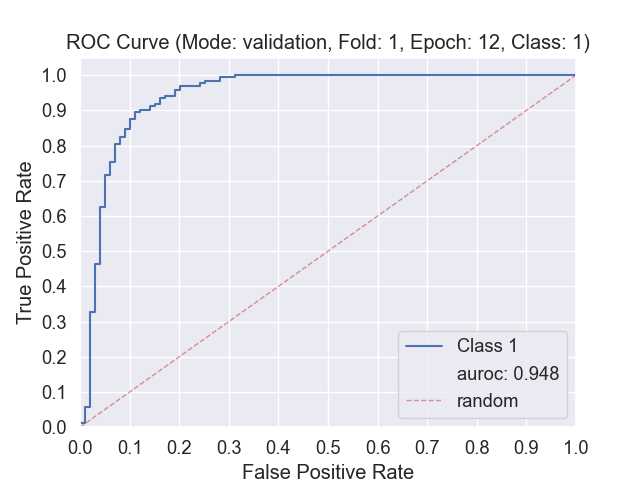 ROC Curve (Mode: validation, Fold: 1, Epoch: 12, Class: 1)
True Positive Rate
1.0
0.9
0.8
0.7
0.6
0.5
0.4
0.3
0.2
0.1
0.0
Class 1
auroc: 0.948
random
0.0 0.1 0.2 0.3 0.4 0.5 0.6 0.7 0.8 0.9 1.0
False Positive Rate